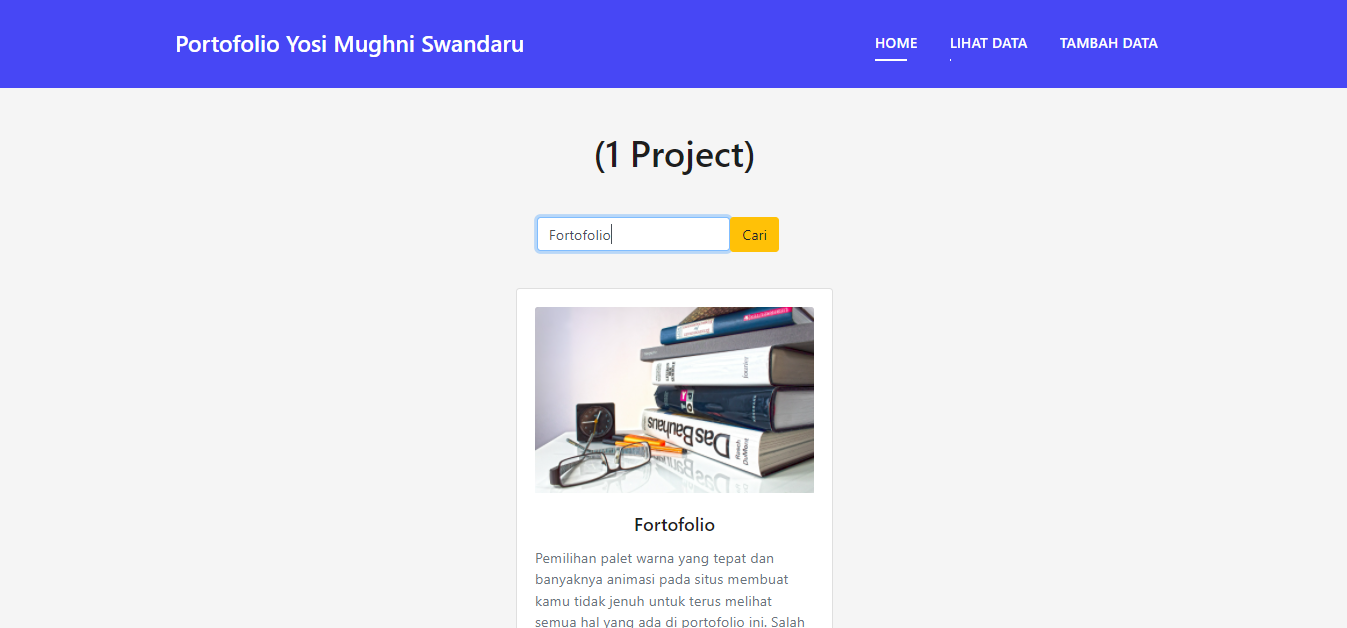 Portofolio Yosi Mughni Swandaru
HOME
LIHAT DATA
TAMBAH DATA
(1 Project)
Fortofolio
Cari
Das Bauhaus
Fortofolio
Pemilihan palet warna yang tepat dan
banyaknya animasi pada situs membuat
kamu tidak jenuh untuk terus melihat
semua hal yang ada di portofolio ini. Salah